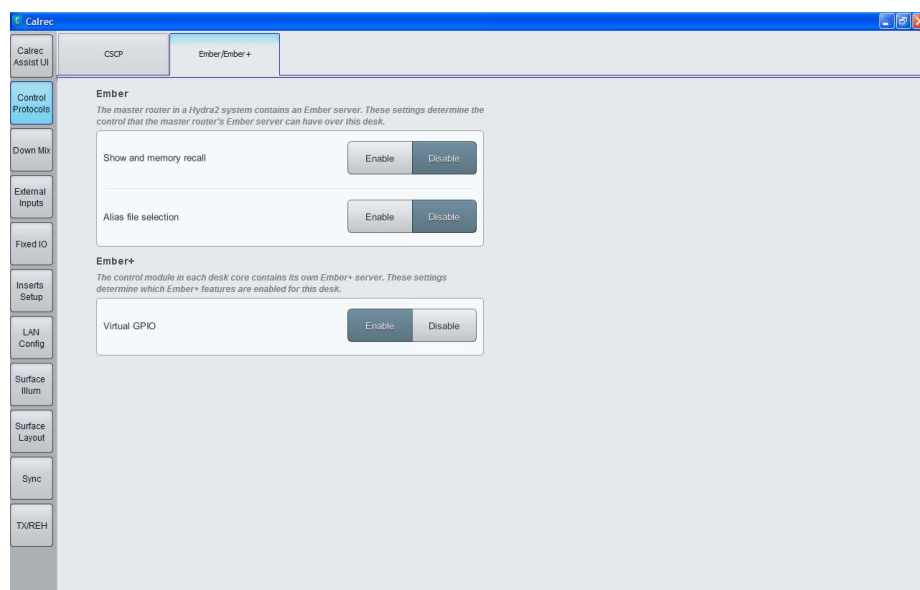 Calrec
Calrec
Assist UI
Control
Protocols
Down Mix
External
Inputs
Fixed IO
Inserts
Setup
LAN
Config
Surface
Illum
Surface
Layout
Sync
TX/REH
CSCP
Ember/Ember+
Ember
The master router in a Hydra2 system contains an Ember server. These settings determine the
control that the master router's Ember server can have over this desk.
Show and memory recall
Enable
Disable
Alias file selection
Enable
Disable
Ember+
The control module in each desk core contains its own Ember+ server. These settings
determine which Ember+ features are enabled for this desk.
Virtual GPIO
Enable
Disable